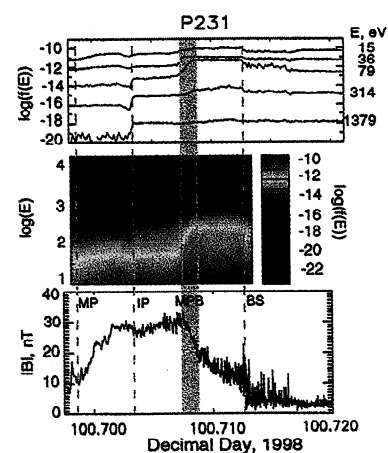 P231
E, eV
log(f(E))
-10
-12
-14
-16
-18
-20
15
36
79
314
1379
log(E)
4
3
2
1
-10
-12
-14
-16
-18
-20
-22
log(f(E))
|B|, nT
40
30
20
10
0
MP
IP
MPB
BS
100.700
100.710
100.720
Decimal Day, 1998